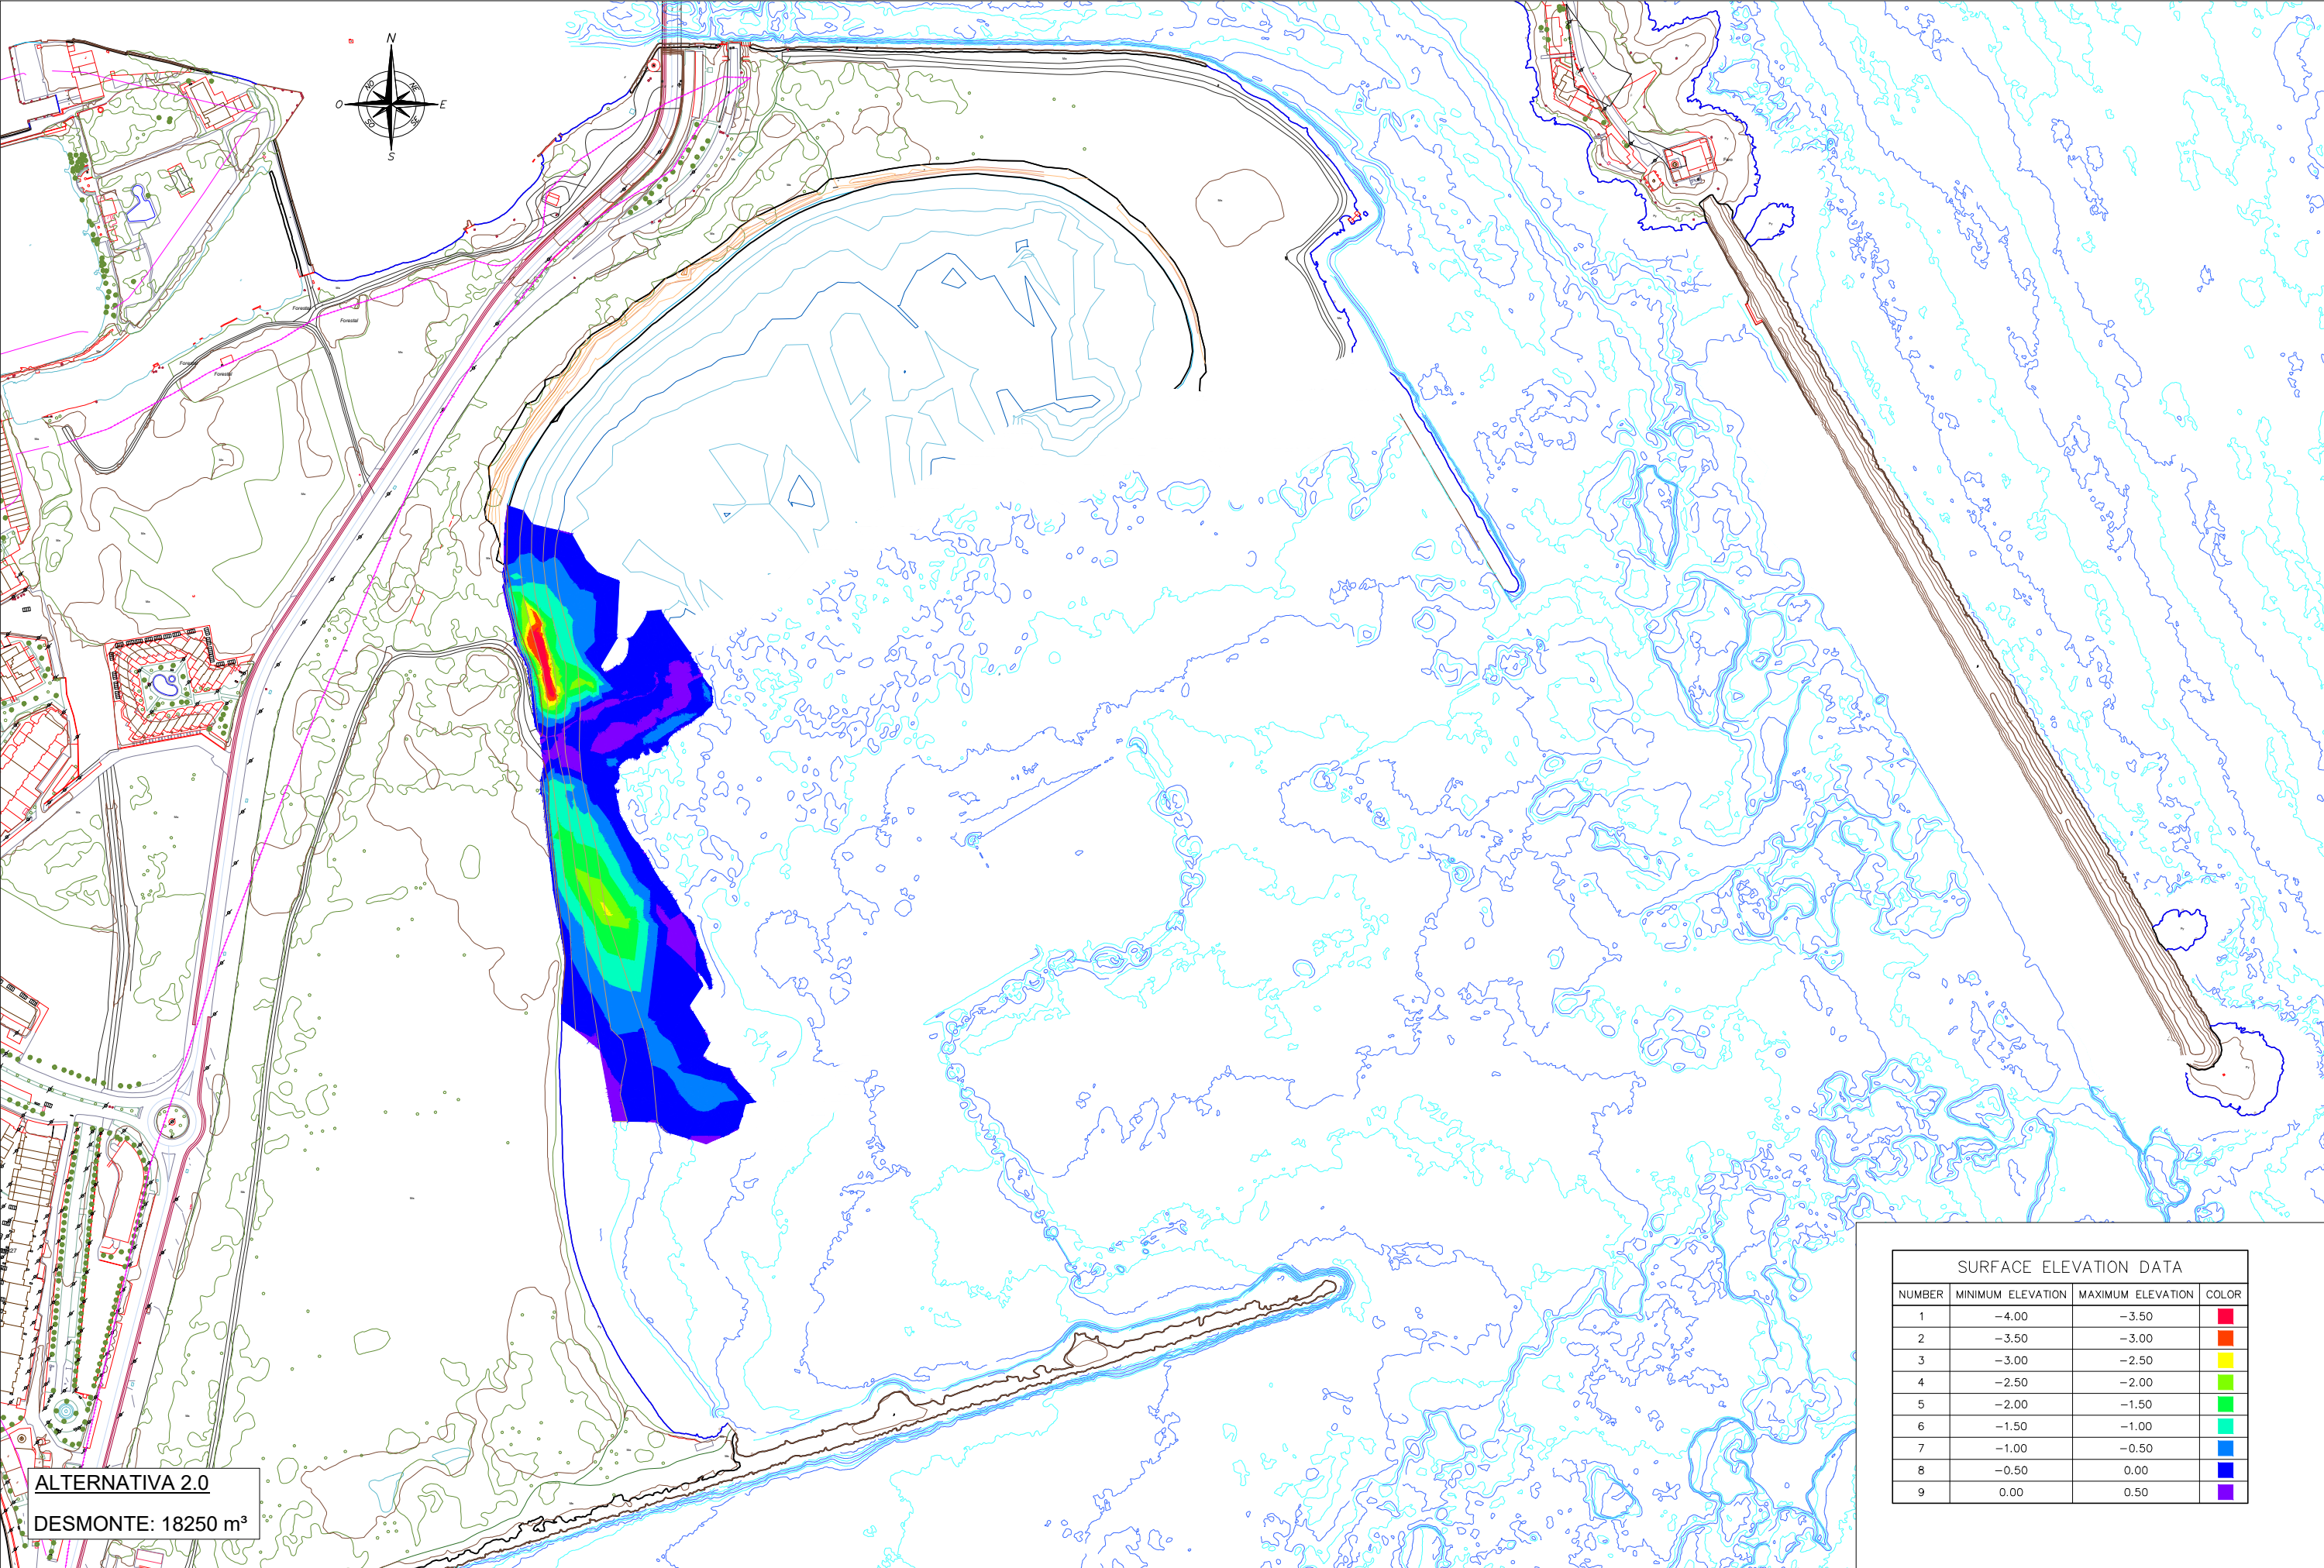 N
NO
NE
O
E
SO
SE
S
Faro
Forestal
Forestal
Forestal
Forestal
SURFACE ELEVATION DATA
NUMBER MINIMUM ELEVATION MAXIMUM ELEVATION COLOR
1 -4.00 -3.50
2 -3.50 -3.00
3 -3.00 -2.50
4 -2.50 -2.00
5 -2.00 -1.50
6 -1.50 -1.00
7 -1.00 -0.50
8 -0.50 0.00
9 0.00 0.50
ALTERNATIVA 2.0
DESMONTE: 18250 m³